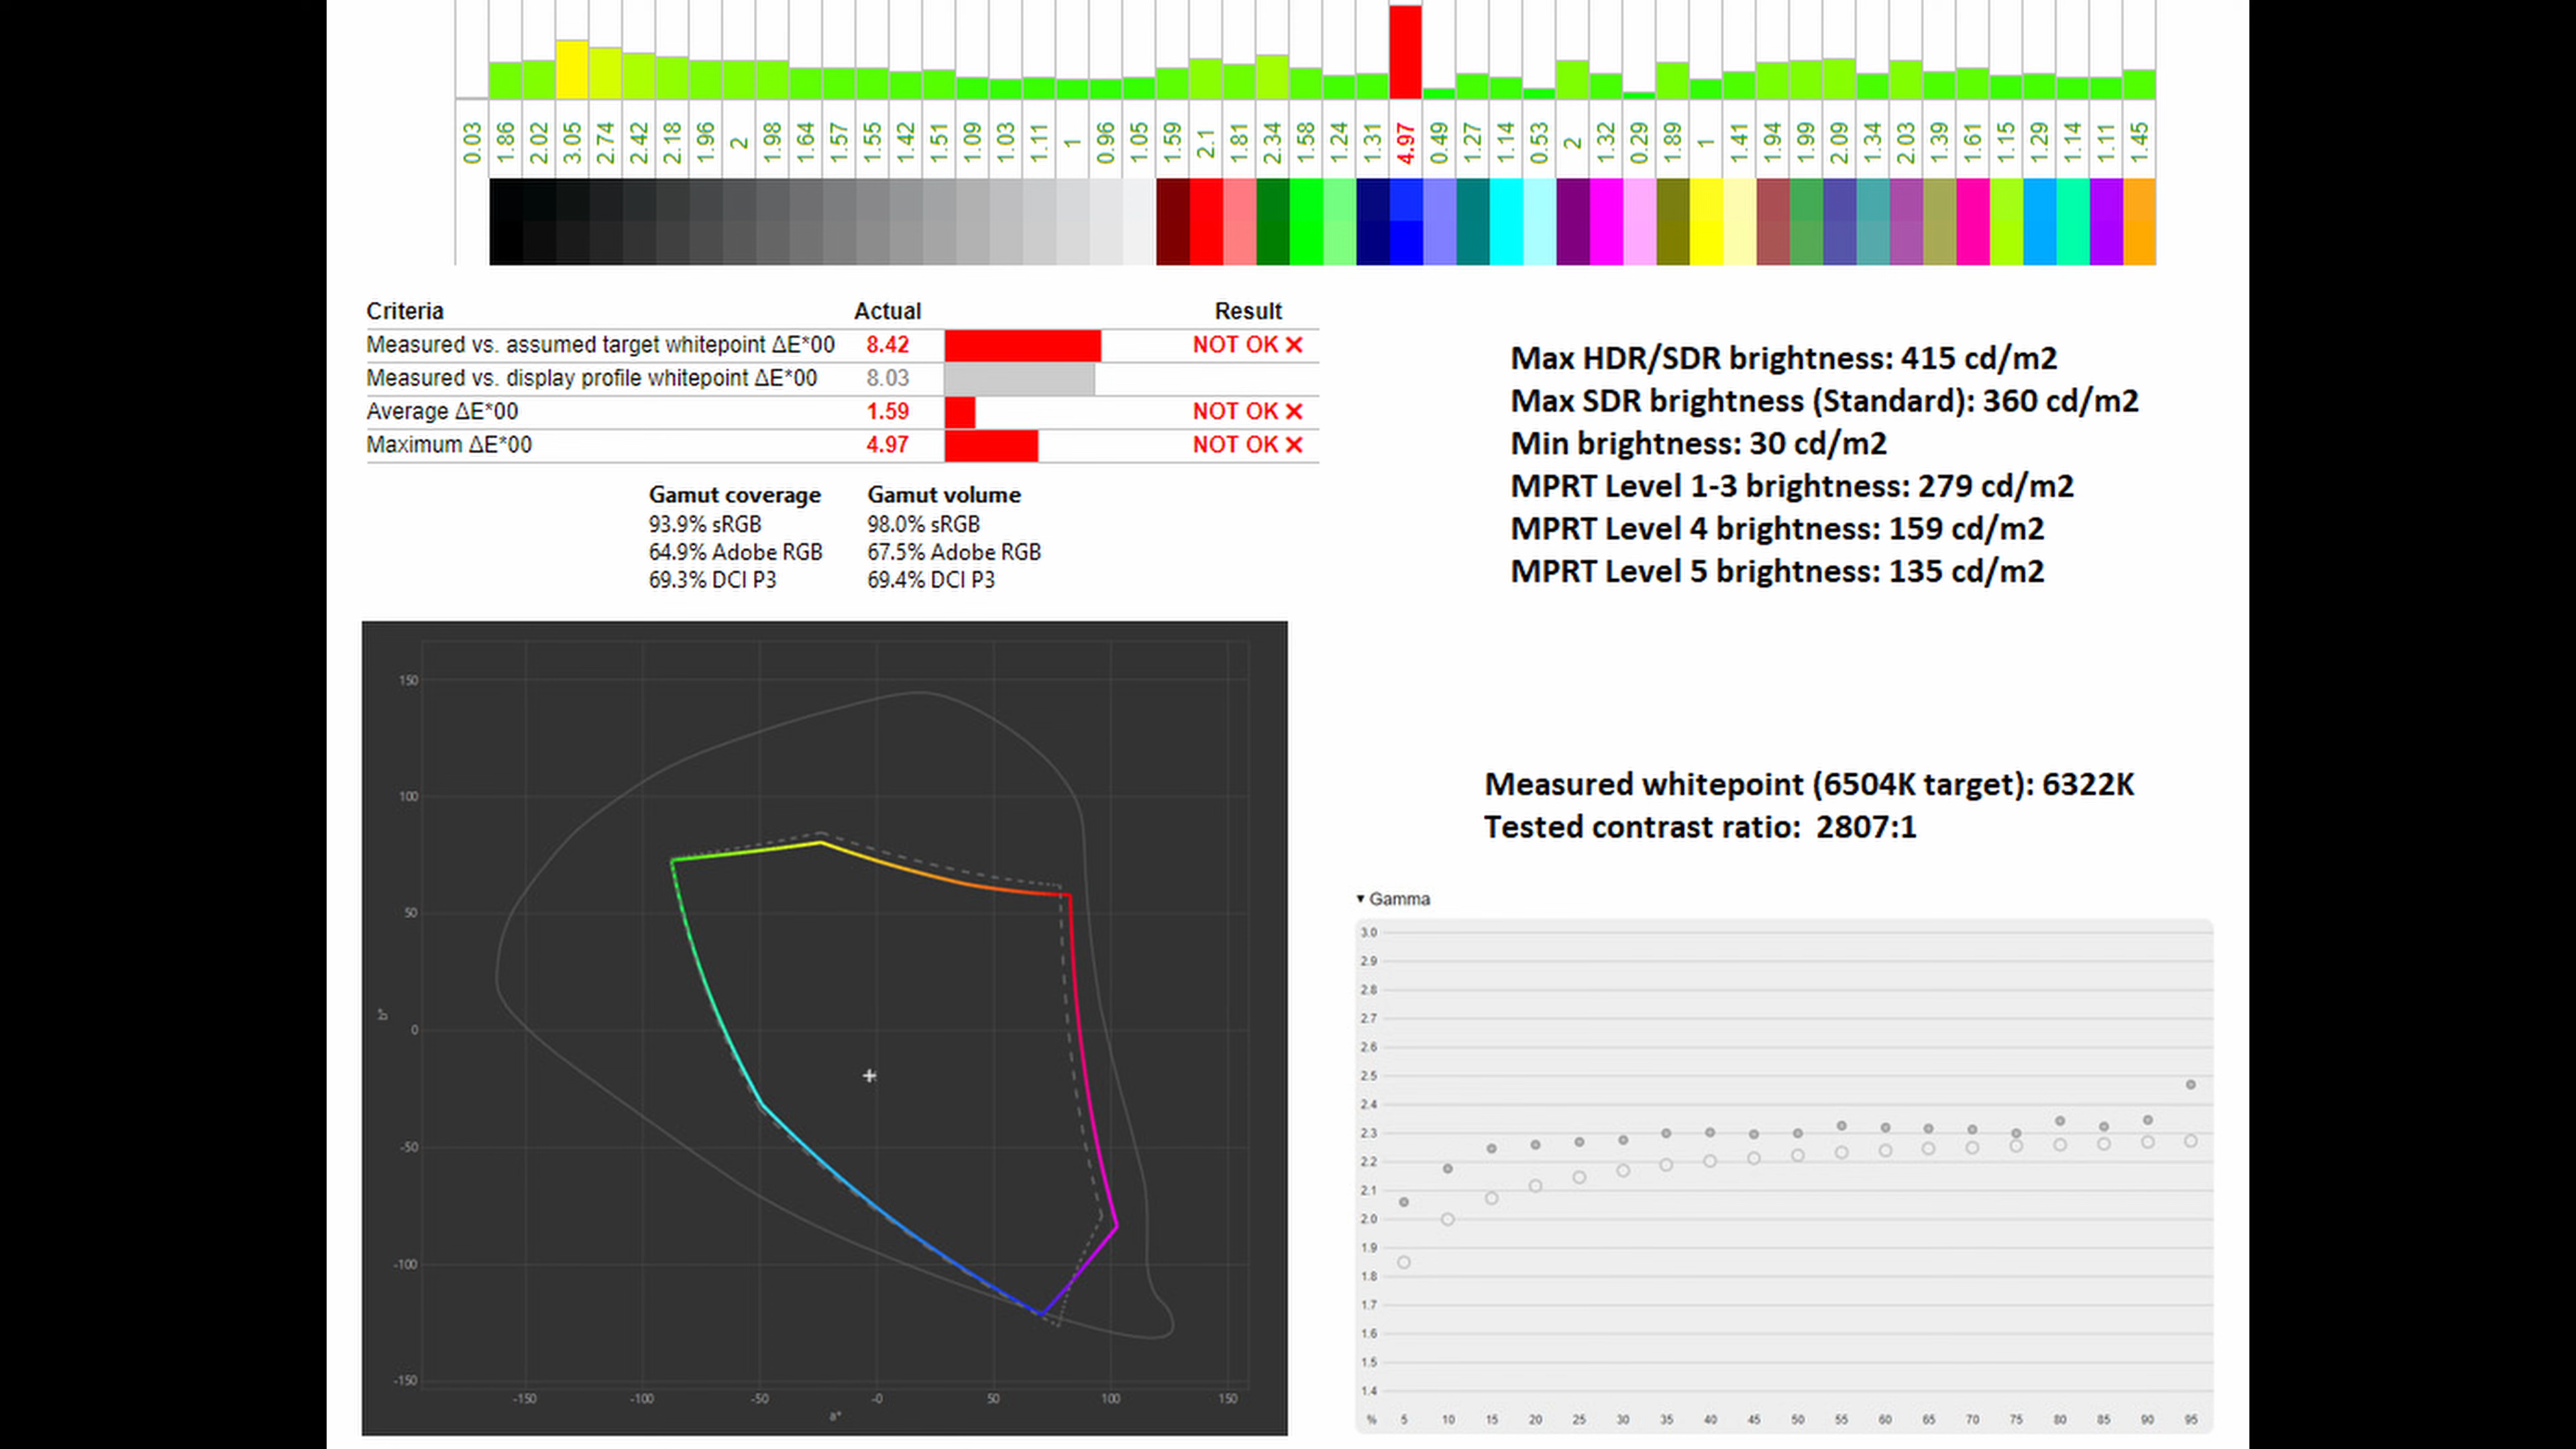 0.03 1.86 2.02 3.05 2.74 2.42 2.18 1.96 2 1.98 1.64 1.57 1.55 1.42 1.51 1.09 1.03 1.11 1 0.96 1.05 1.59 2.1 1.81 2.34 1.58 1.24 1.31 4.97 0.49 1.27 1.14 0.53 2 1.32 0.29 1.89 1 1.41 1.94 1.99 2.09 1.34 2.03 1.39 1.61 1.15 1.29 1.14 1.11 1.45
Criteria Actual Result
Measured vs. assumed target whitepoint ΔE*00 8.42 NOT OK ✕
Measured vs. display profile whitepoint ΔE*00 8.03
Average ΔE*00 1.59 NOT OK ✕
Maximum ΔE*00 4.97 NOT OK ✕
Gamut coverage Gamut volume
93.9% sRGB 98.0% sRGB
64.9% Adobe RGB 67.5% Adobe RGB
69.3% DCI P3 69.4% DCI P3
Max HDR/SDR brightness: 415 cd/m2
Max SDR brightness (Standard): 360 cd/m2
Min brightness: 30 cd/m2
MPRT Level 1-3 brightness: 279 cd/m2
MPRT Level 4 brightness: 159 cd/m2
MPRT Level 5 brightness: 135 cd/m2
Measured whitepoint (6504K target): 6322K
Tested contrast ratio: 2807:1
150
100
50
0
-50
-100
-150
b*
-150 -100 -50 -0 50 100 150
a*
▼ Gamma
3.0
2.9
2.8
2.7
2.6
2.5
2.4
2.3
2.2
2.1
2.0
1.9
1.8
1.7
1.6
1.5
1.4
% 5 10 15 20 25 30 35 40 45 50 55 60 65 70 75 80 85 90 95